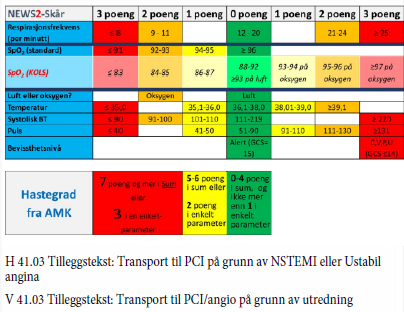 NEWS2-Skår 3 poeng 2 poeng 1 poeng 0 poeng 1 poeng 2 poeng 3 poeng
Respirasjonsfrekvens (per minutt) ≤ 8 9 - 11 12 -20 21-24 ≥ 25
SpO₂ (standard) ≤ 91 92-93 94-95 ≥ 96
SpO₂ (KOLS) ≤ 83 84-85 86-87 88-92 ≥93 på luft 93-94 på oksygen 95-96 på oksygen ≥97 på oksygen
Luft eller oksygen? Oksygen Luft
Temperatur ≤ 35,0 35,1-36,0 36,1-38,0 38,01-39,0 ≥39,1
Systolisk BT ≤ 90 91-100 101-110 111-219 ≥ 220
Puls ≤ 40 41-50 51-90 91-110 111-130 ≥131
Bevissthetsnivå Alert (GCS= 15) C,V,P,U (GCS ≤14)
Hastegrad
fra AMK
7 poeng og mer i Sum
eller
3 i en enkelt-
parameter
5-6 poeng
i sum eller
2 poeng i
enkelt
parameter
0-4 poeng
i sum, og
ikke mer
enn 1 i
enkelt
parameter
H 41.03 Tilleggstekst: Transport til PCI på grunn av NSTEMI eller Ustabil
angina
V 41.03 Tilleggstekst: Transport til PCI/angio på grunn av utredning